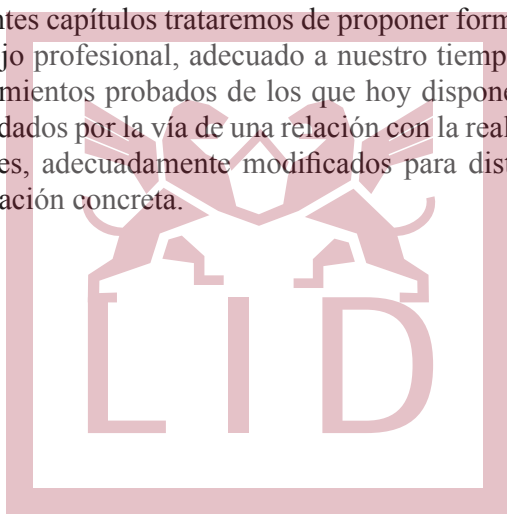 ntes capítulos trataremos de proponer form
jo profesional, adecuado a nuestro tiemp
mientos probados de los que hoy dispone
dados por la vía de una relación con la real
es, adecuadamente modificados para dist
ación concreta.
LID